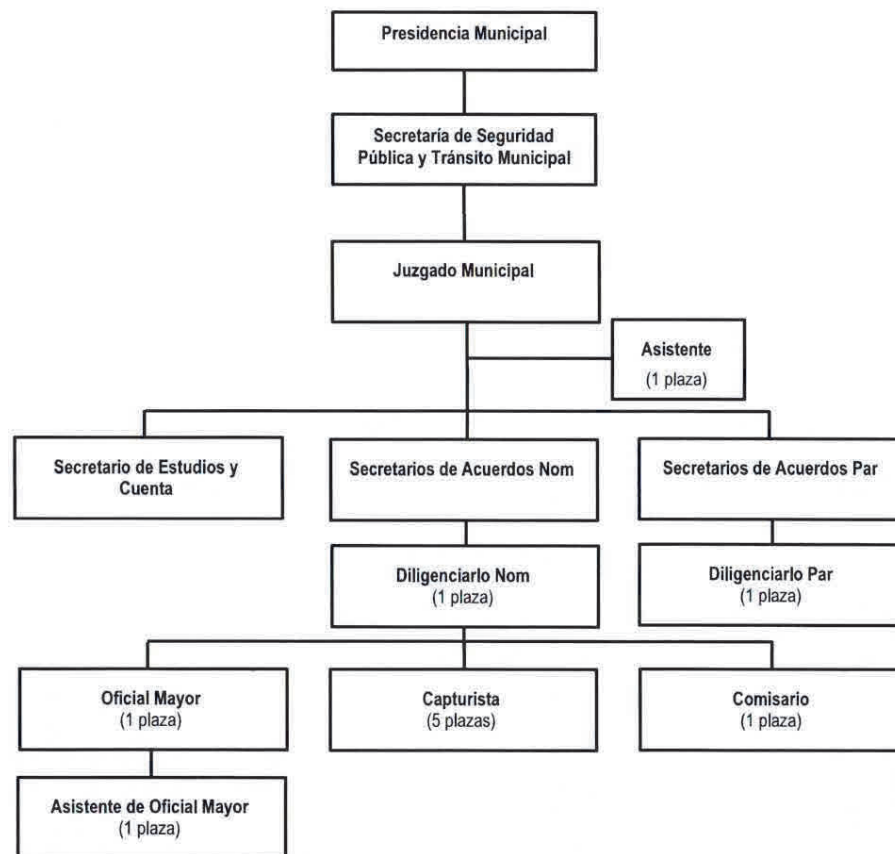 Presidencia Municipal
Secretaría de Seguridad
Pública y Tránsito Municipal
Juzgado Municipal
Asistente
(1 plaza)
Secretario de Estudios y
Cuenta
Secretarios de Acuerdos Nom
Secretarios de Acuerdos Par
Diligenciarlo Nom
(1 plaza)
Diligenciarlo Par
(1 plaza)
Oficial Mayor
(1 plaza)
Capturista
(5 plazas)
Comisario
(1 plaza)
Asistente de Oficial Mayor
(1 plaza)